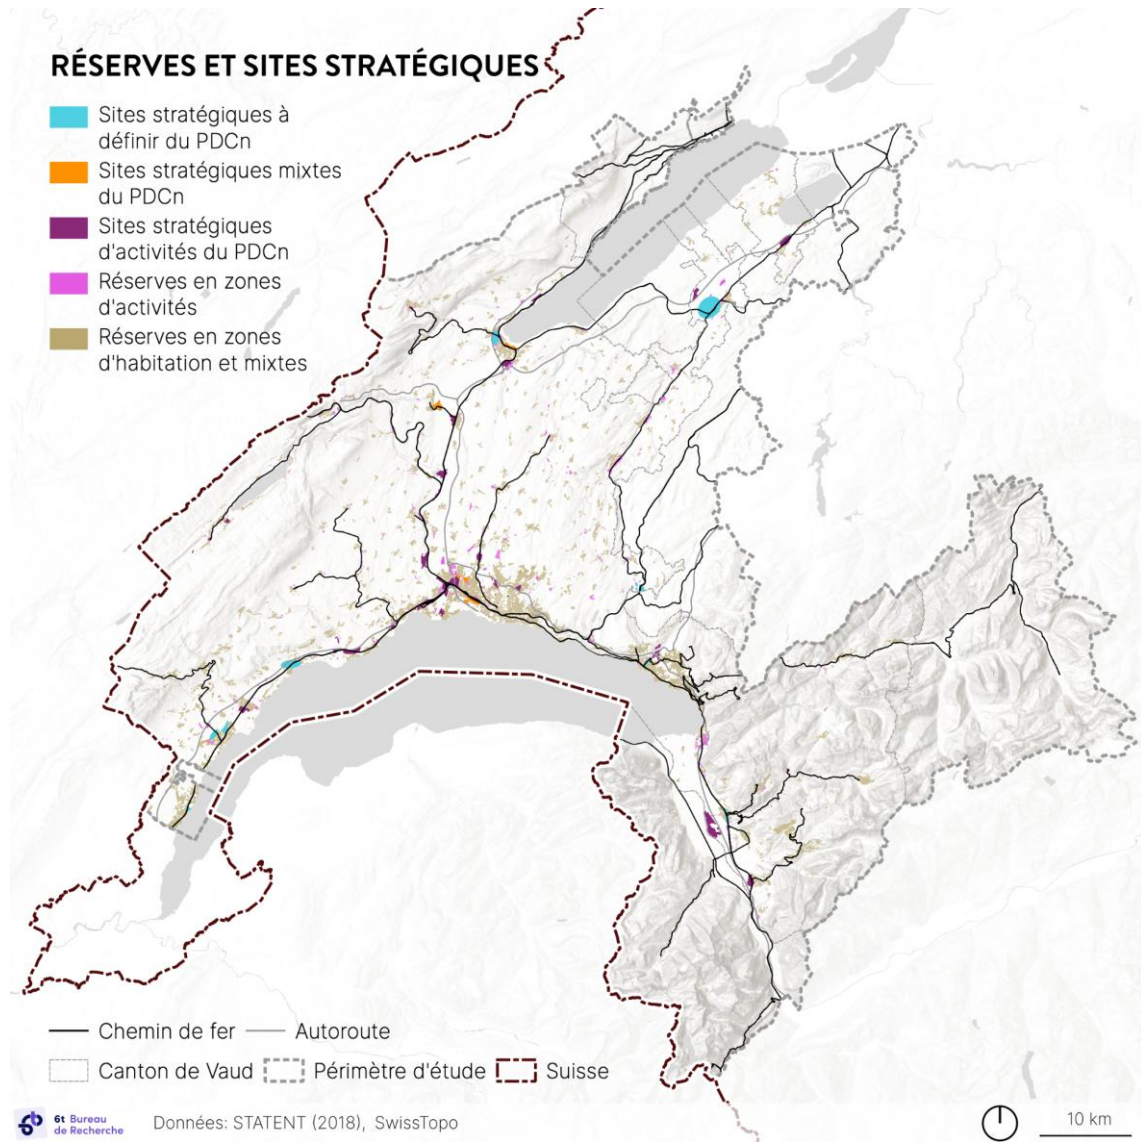 RÉSERVES ET SITES STRATÉGIQUES
Sites stratégiques à
définir du PDCn
Sites stratégiques mixtes
du PDCn
Sites stratégiques
d'activités du PDCn
Réserves en zones
d'activités
Réserves en zones
d'habitation et mixtes
Chemin de fer
Autoroute
Canton de Vaud
Périmètre d'étude
Suisse
6t Bureau
de Recherche
Données: STATENT (2018), SwissTopo
10 km